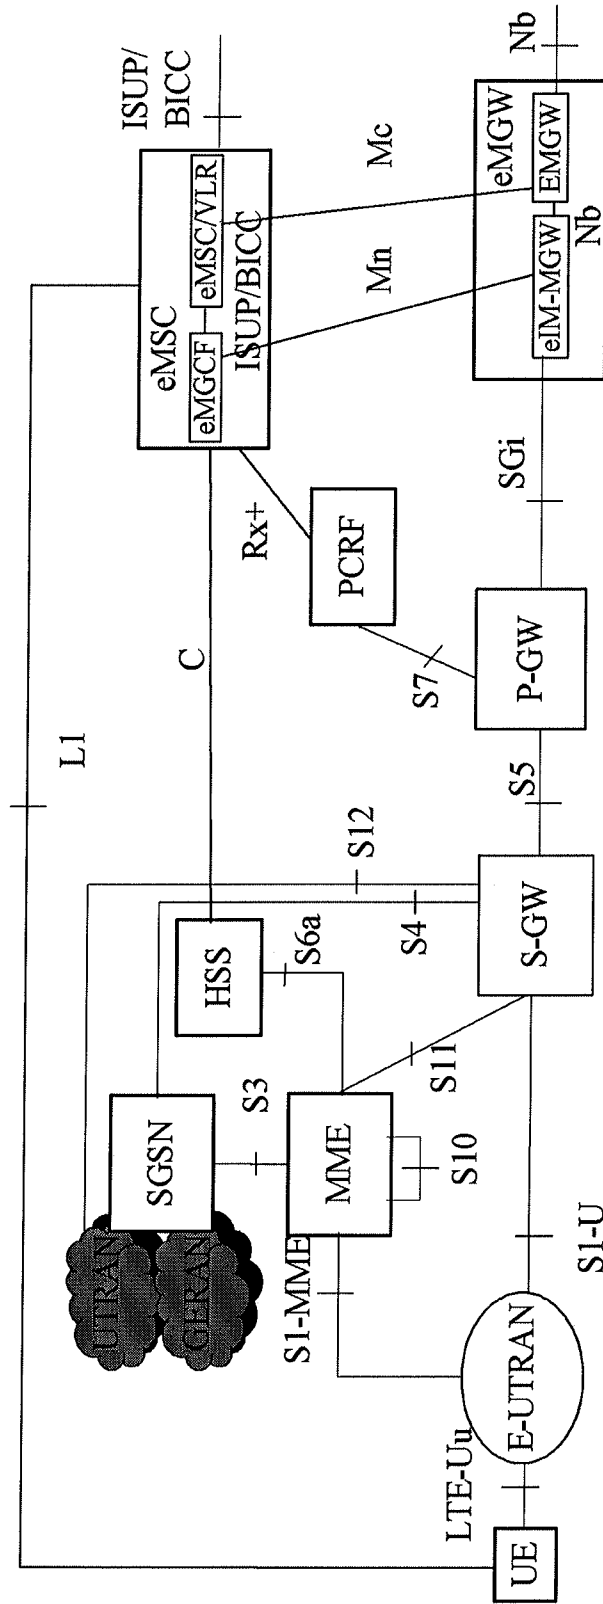 L1
ISUP/
BICC
eMSC
eMGCF
eMSC/VLR
ISUP/BICC
UTRAN
GERAN
SGSN
HSS
C
Rx+
Mn
Mc
S3
S6a
S12
S4
PCRF
S1-MME
MME
S10
S11
S7
LTE-Uu
UE
E-UTRAN
S1-U
S-GW
S5
P-GW
SGi
eMGW
eIM-MGW
EMGW
Nb
Nb